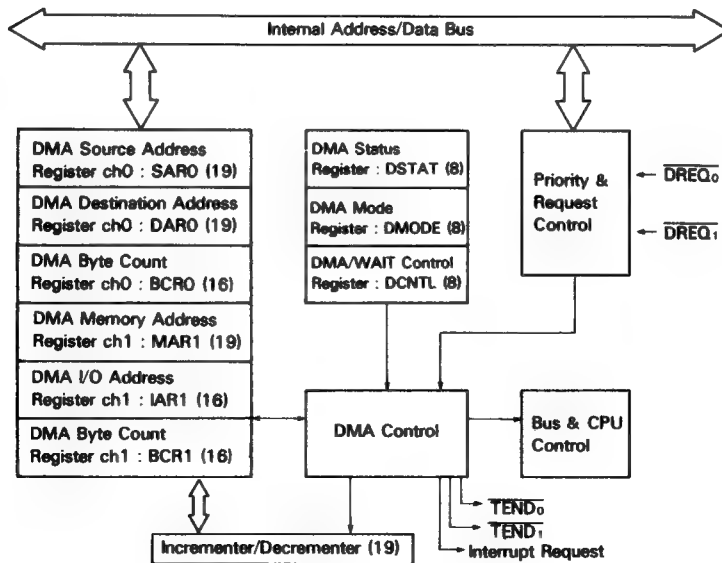 Internal Address/Data Bus
DMA Source Address
Register ch0 : SAR0 (19)
DMA Destination Address
Register ch0 : DAR0 (19)
DMA Byte Count
Register ch0 : BCR0 (16)
DMA Memory Address
Register ch1 : MAR1 (19)
DMA I/O Address
Register ch1 : IAR1 (16)
DMA Byte Count
Register ch1 : BCR1 (16)
DMA Status
Register : DSTAT (8)
DMA Mode
Register : DMODE (8)
DMA/WAIT Control
Register : DCNTL (8)
Priority &
Request
Control
DREQ0
DREQ1
DMA Control
Bus & CPU
Control
TEND0
TEND1
Interrupt Request
Incrementer/Decrementer (19)